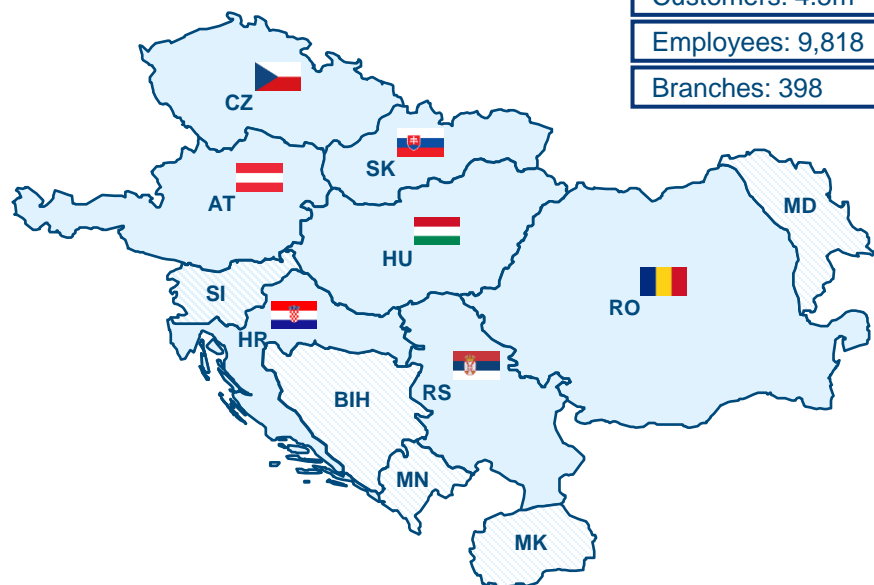 Employees: 9,818
Branches: 398
CZ
SK
AT
MD
HU
SI
RO
HR
RS
BIH
MN
MK